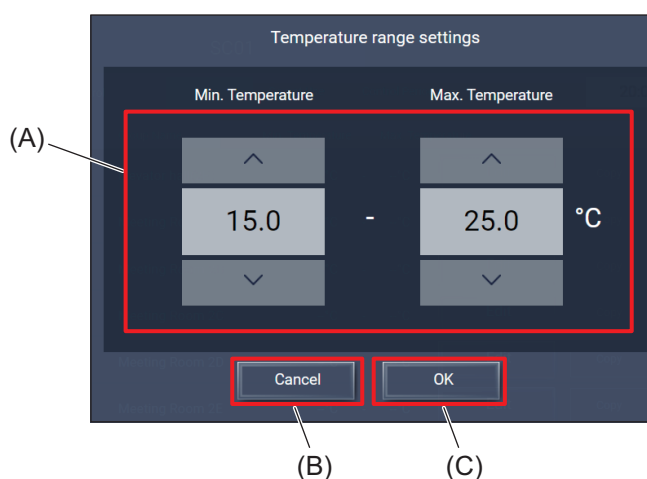 Temperature range settings
Min. Temperature Max. Temperature
(A)
15.0 - 25.0 °C
Cancel OK
(B) (C)